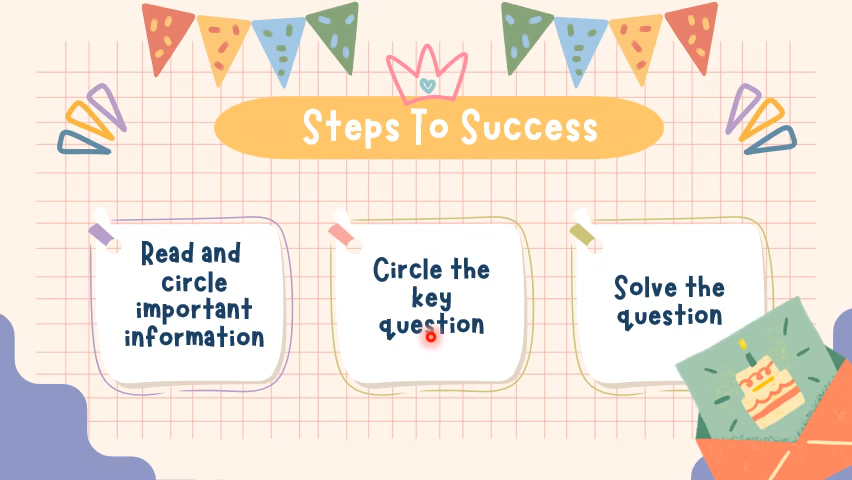 Steps To Success
Read and
circle
important
information
Circle the
key
question
Solve the
question